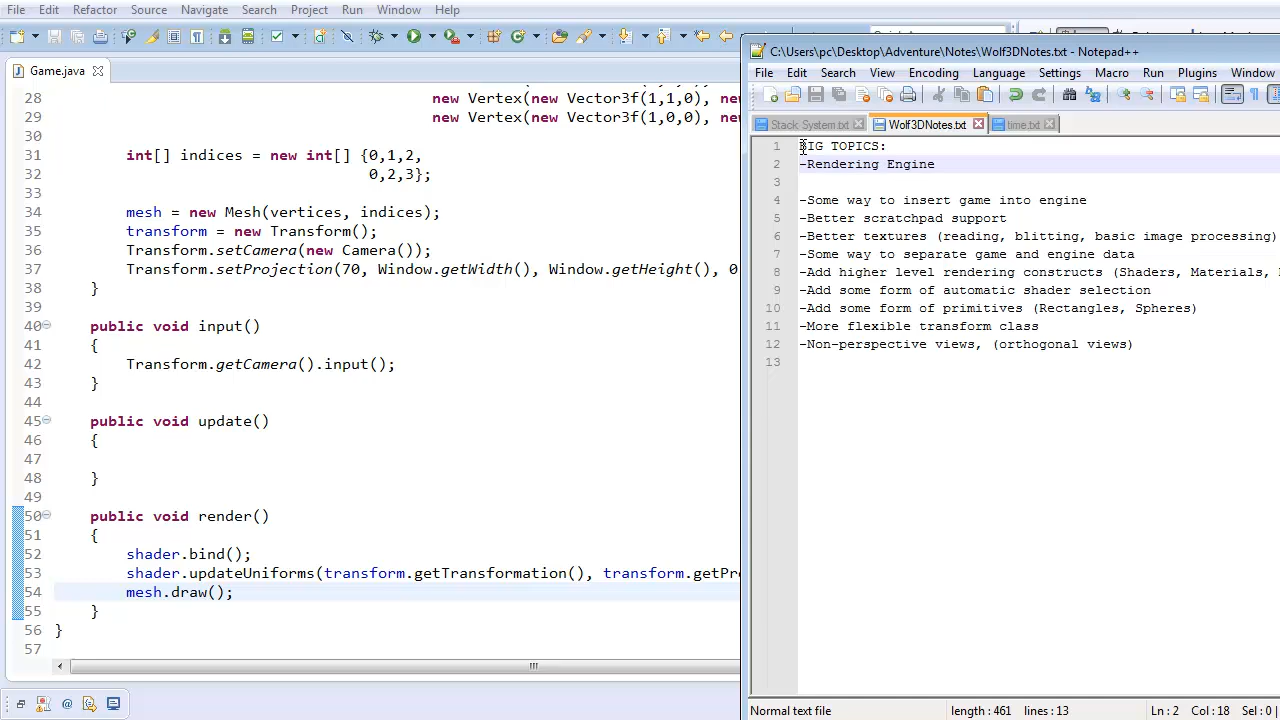 File Edit Refactor Source Navigate Search Project Run Window Help
Game.java
28 new Vertex(new Vector3f(1,1,0), new
29 new Vertex(new Vector3f(1,0,0), new
30
31 int[] indices = new int[] {0,1,2,
32 0,2,3};
33
34 mesh = new Mesh(vertices, indices);
35 transform = new Transform();
36 Transform.setCamera(new Camera());
37 Transform.setProjection(70, Window.getWidth(), Window.getHeight(), 0
38 }
39
40 public void input()
41 {
42 Transform.getCamera().input();
43 }
44
45 public void update()
46 {
47
48 }
49
50 public void render()
51 {
52 shader.bind();
53 shader.updateUniforms(transform.getTransformation(), transform.getPr
54 mesh.draw();
55 }
56 }
57
C:\Users\pc\Desktop\Adventure\Notes\Wolf3DNotes.txt - Notepad++
File Edit Search View Encoding Language Settings Macro Run Plugins Window
Stack System.txt Wolf3DNotes.txt time.txt
1 BIG TOPICS:
2 -Rendering Engine
3
4 -Some way to insert game into engine
5 -Better scratchpad support
6 -Better textures (reading, blitting, basic image processing)
7 -Some way to separate game and engine data
8 -Add higher level rendering constructs (Shaders, Materials,
9 -Add some form of automatic shader selection
10 -Add some form of primitives (Rectangles, Spheres)
11 -More flexible transform class
12 -Non-perspective views, (orthogonal views)
13
Normal text file length : 461 lines : 13 Ln : 2 Col : 18 Sel : 0